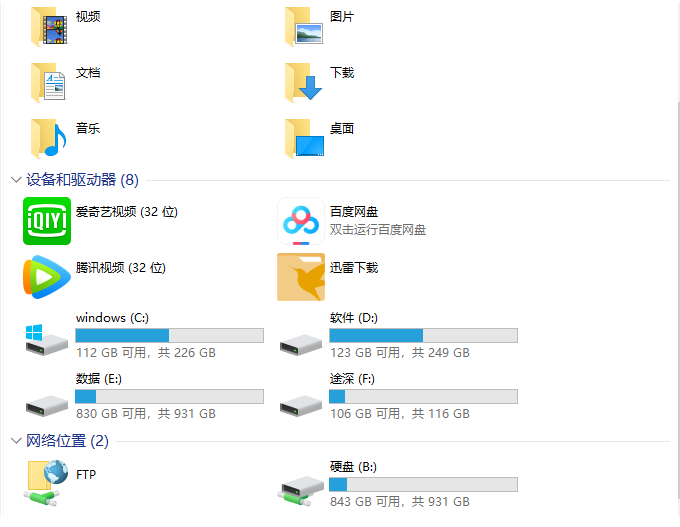 视频
图片
文档
下载
音乐
桌面
设备和驱动器 (8)
iQIYI
爱奇艺视频 (32 位)
百度网盘
双击运行百度网盘
腾讯视频 (32 位)
迅雷下载
windows (C:)
112 GB 可用，共 226 GB
软件 (D:)
123 GB 可用，共 249 GB
数据 (E:)
830 GB 可用，共 931 GB
途深 (F:)
106 GB 可用，共 116 GB
网络位置 (2)
FTP
硬盘 (B:)
843 GB 可用，共 931 GB